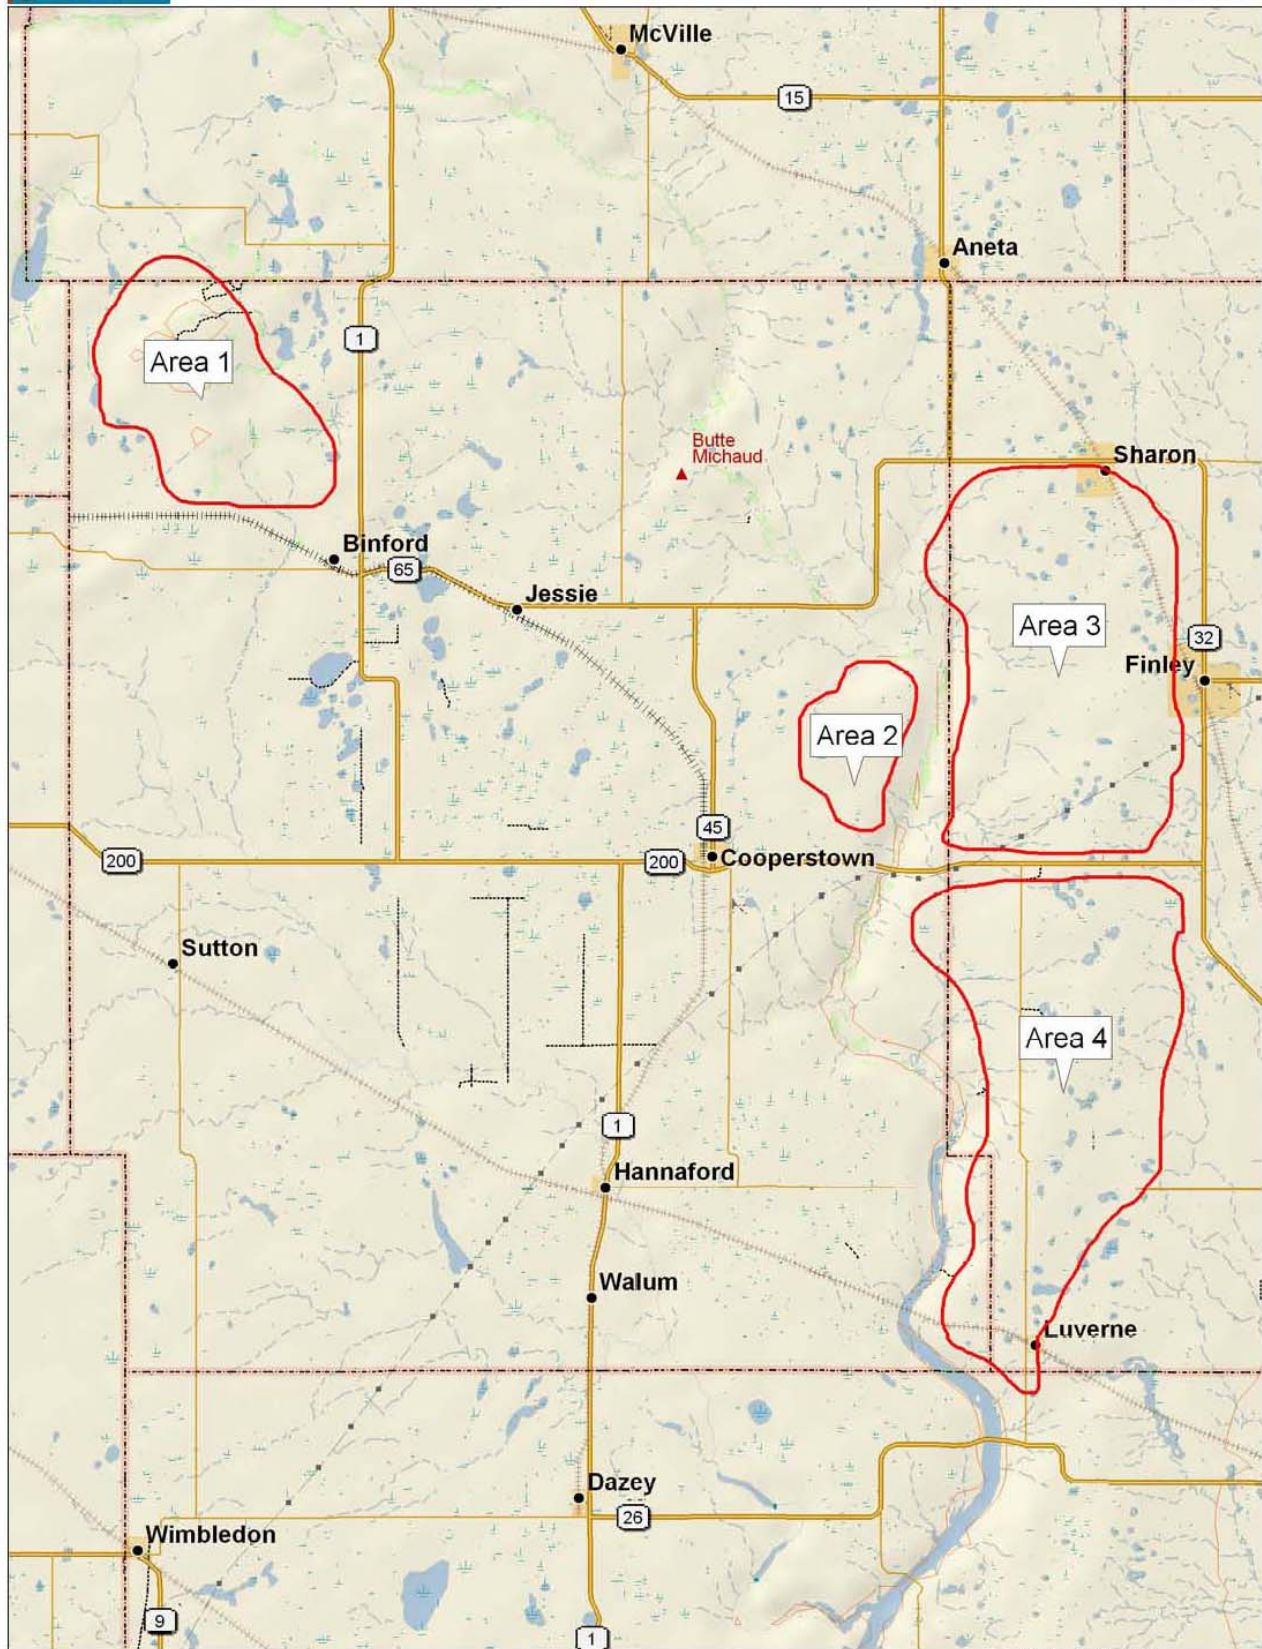 McVille
15
Aneta
1
Area 1
Butte
Michaud
Sharon
Binford
65
Jessie
Area 3
32
Finley
Area 2
45
200
200
Cooperstown
Sutton
Area 4
1
Hannaford
Walum
Luverne
Dazey
26
Wimbledon
9
1